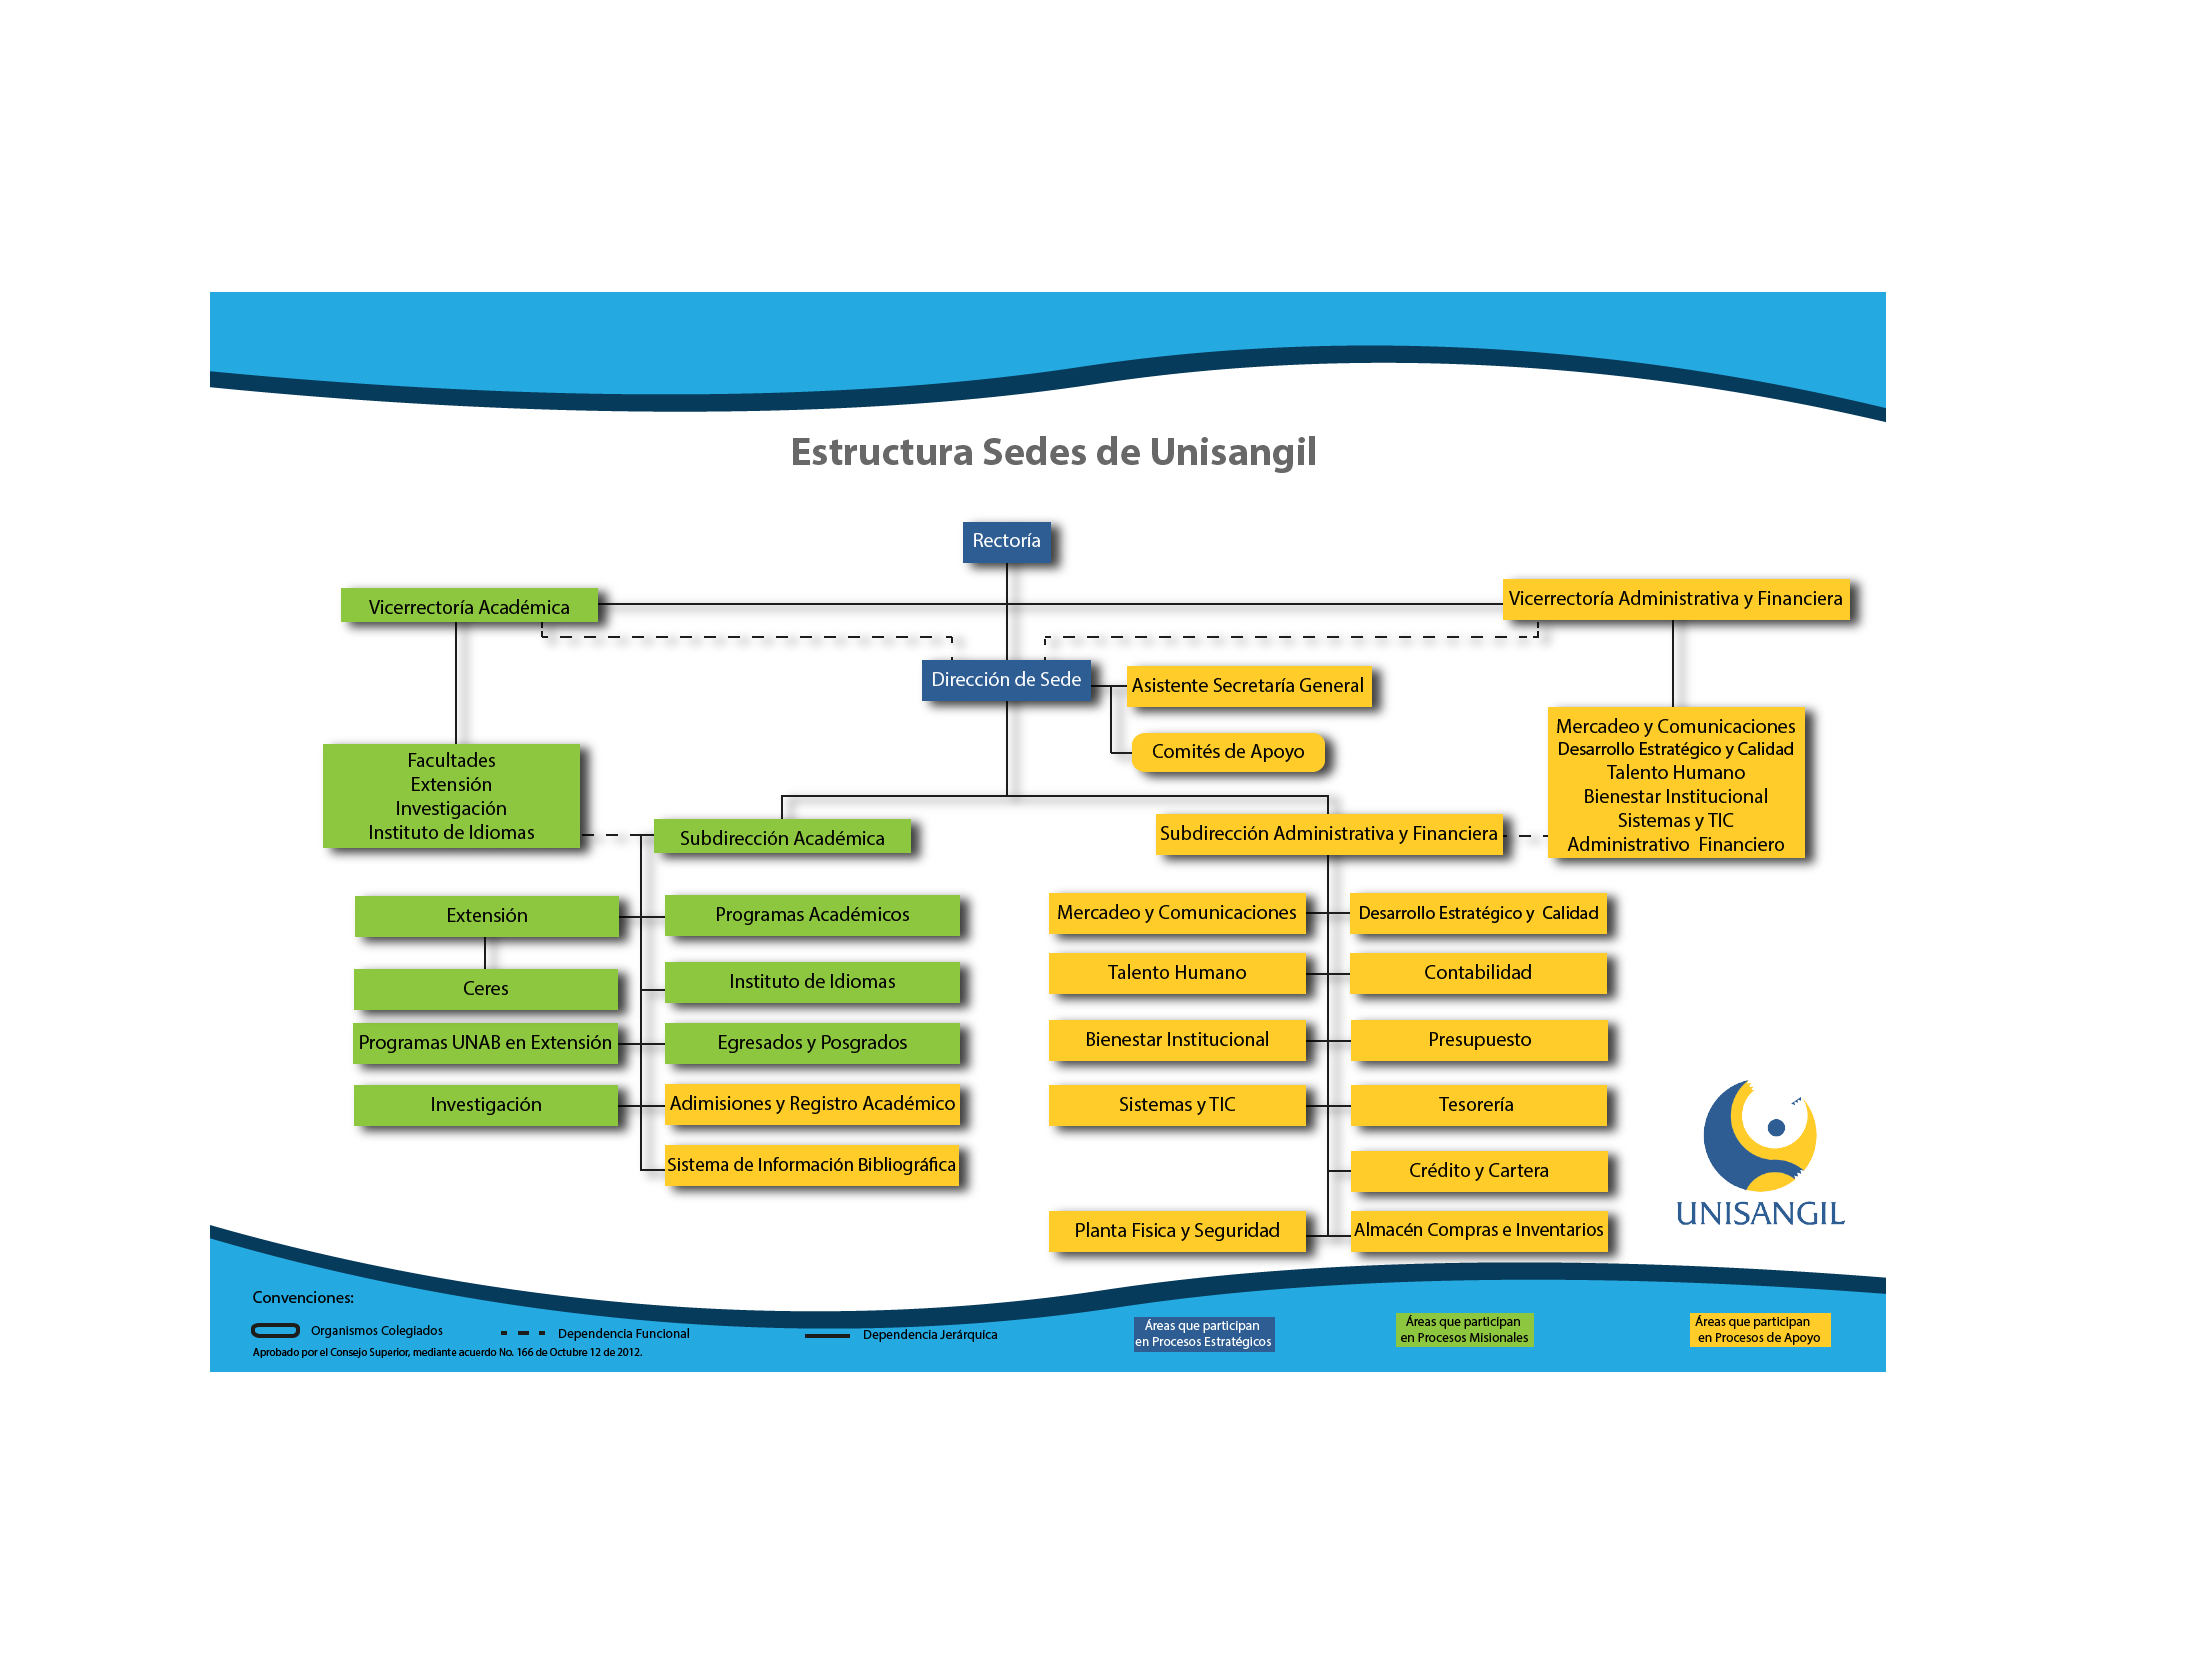 Estructura Sedes de Unisangil
Rectoría
Vicerrectoría Académica
Vicerrectoría Administrativa y Financiera
Dirección de Sede
Asistente Secretaría General
Comités de Apoyo
Facultades
Extensión
Investigación
Instituto de Idiomas
Mercadeo y Comunicaciones
Desarrollo Estratégico y Calidad
Talento Humano
Bienestar Institucional
Sistemas y TIC
Administrativo Financiero
Subdirección Académica
Subdirección Administrativa y Financiera
Extensión
Programas Académicos
Ceres
Instituto de Idiomas
Programas UNAB en Extensión
Egresados y Posgrados
Investigación
Adimisiones y Registro Académico
Sistema de Información Bibliográfica
Mercadeo y Comunicaciones
Desarrollo Estratégico y Calidad
Talento Humano
Contabilidad
Bienestar Institucional
Presupuesto
Sistemas y TIC
Tesorería
Crédito y Cartera
Planta Fisica y Seguridad
Almacén Compras e Inventarios
UNISANGIL
Convenciones:
Organismos Colegiados
Dependencia Funcional
Dependencia Jerárquica
Áreas que participan
en Procesos Estratégicos
Áreas que participan
en Procesos Misionales
Áreas que participan
en Procesos de Apoyo
Aprobado por el Consejo Superior, mediante acuerdo No. 166 de Octubre 12 de 2012.